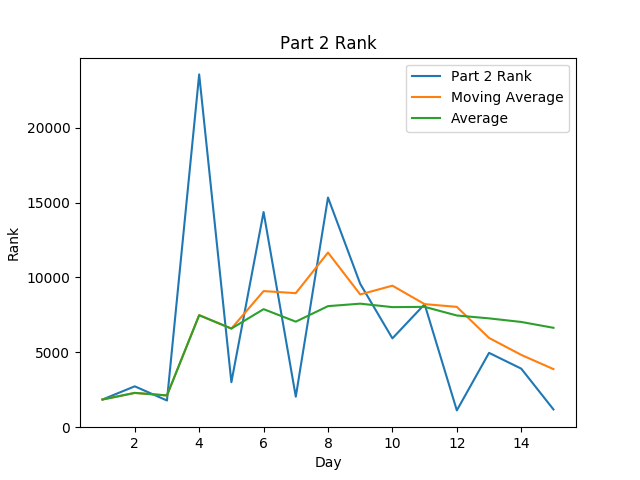 Part 2 Rank
Part 2 Rank
Moving Average
Average
20000
15000
10000
5000
0
Rank
2 4 6 8 10 12 14
Day